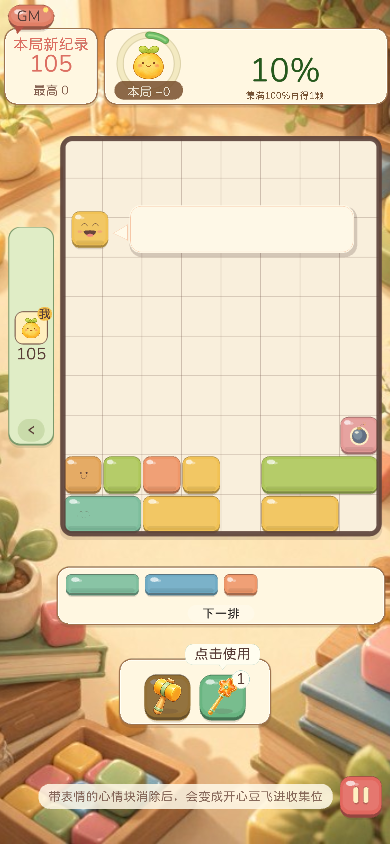 GM
本局新纪录
105
最高 0
本局 -0
10%
集满100%可得1颗
我
105
<
下一排
点击使用
1
带表情的心情块消除后，会变成开心豆飞进收集位